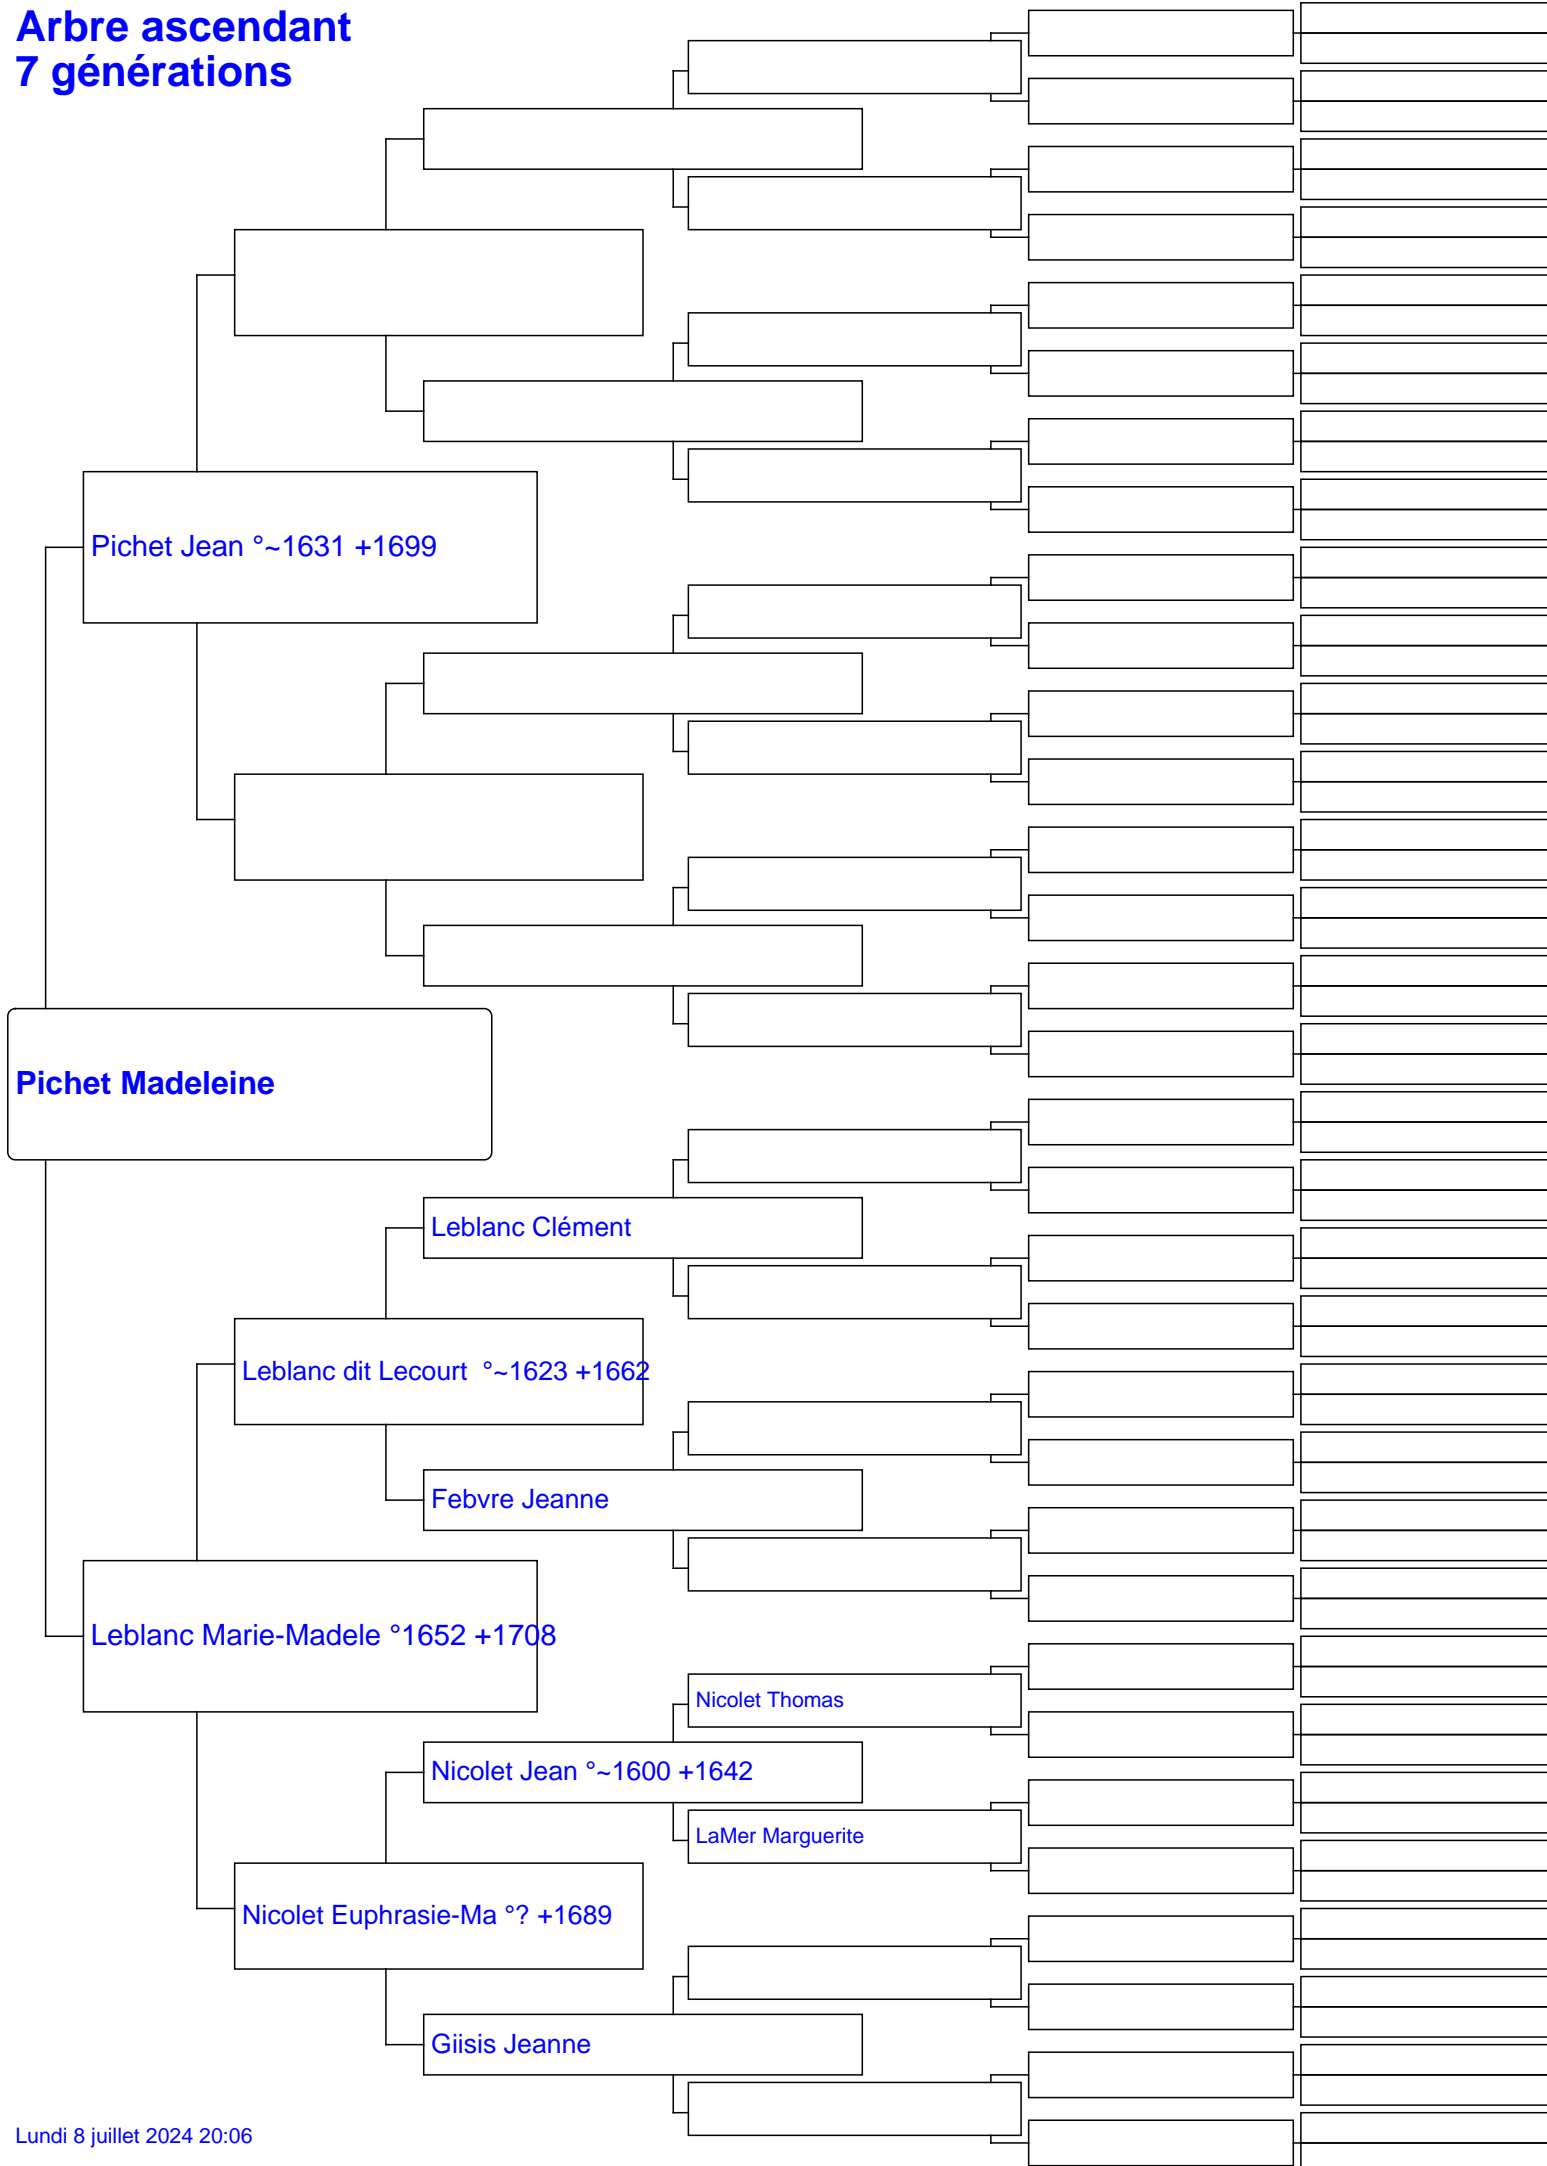 Arbre ascendant
7 générations
Pichet Jean °~1631 +1699
Pichet Madeleine
Leblanc Clément
Leblanc dit Lecourt  °~1623 +1662
Febvre Jeanne
Leblanc Marie-Madele °1652 +1708
Nicolet Thomas
Nicolet Jean °~1600 +1642
LaMer Marguerite
Nicolet Euphrasie-Ma °? +1689
Giisis Jeanne
Lundi 8 juillet 2024 20:06